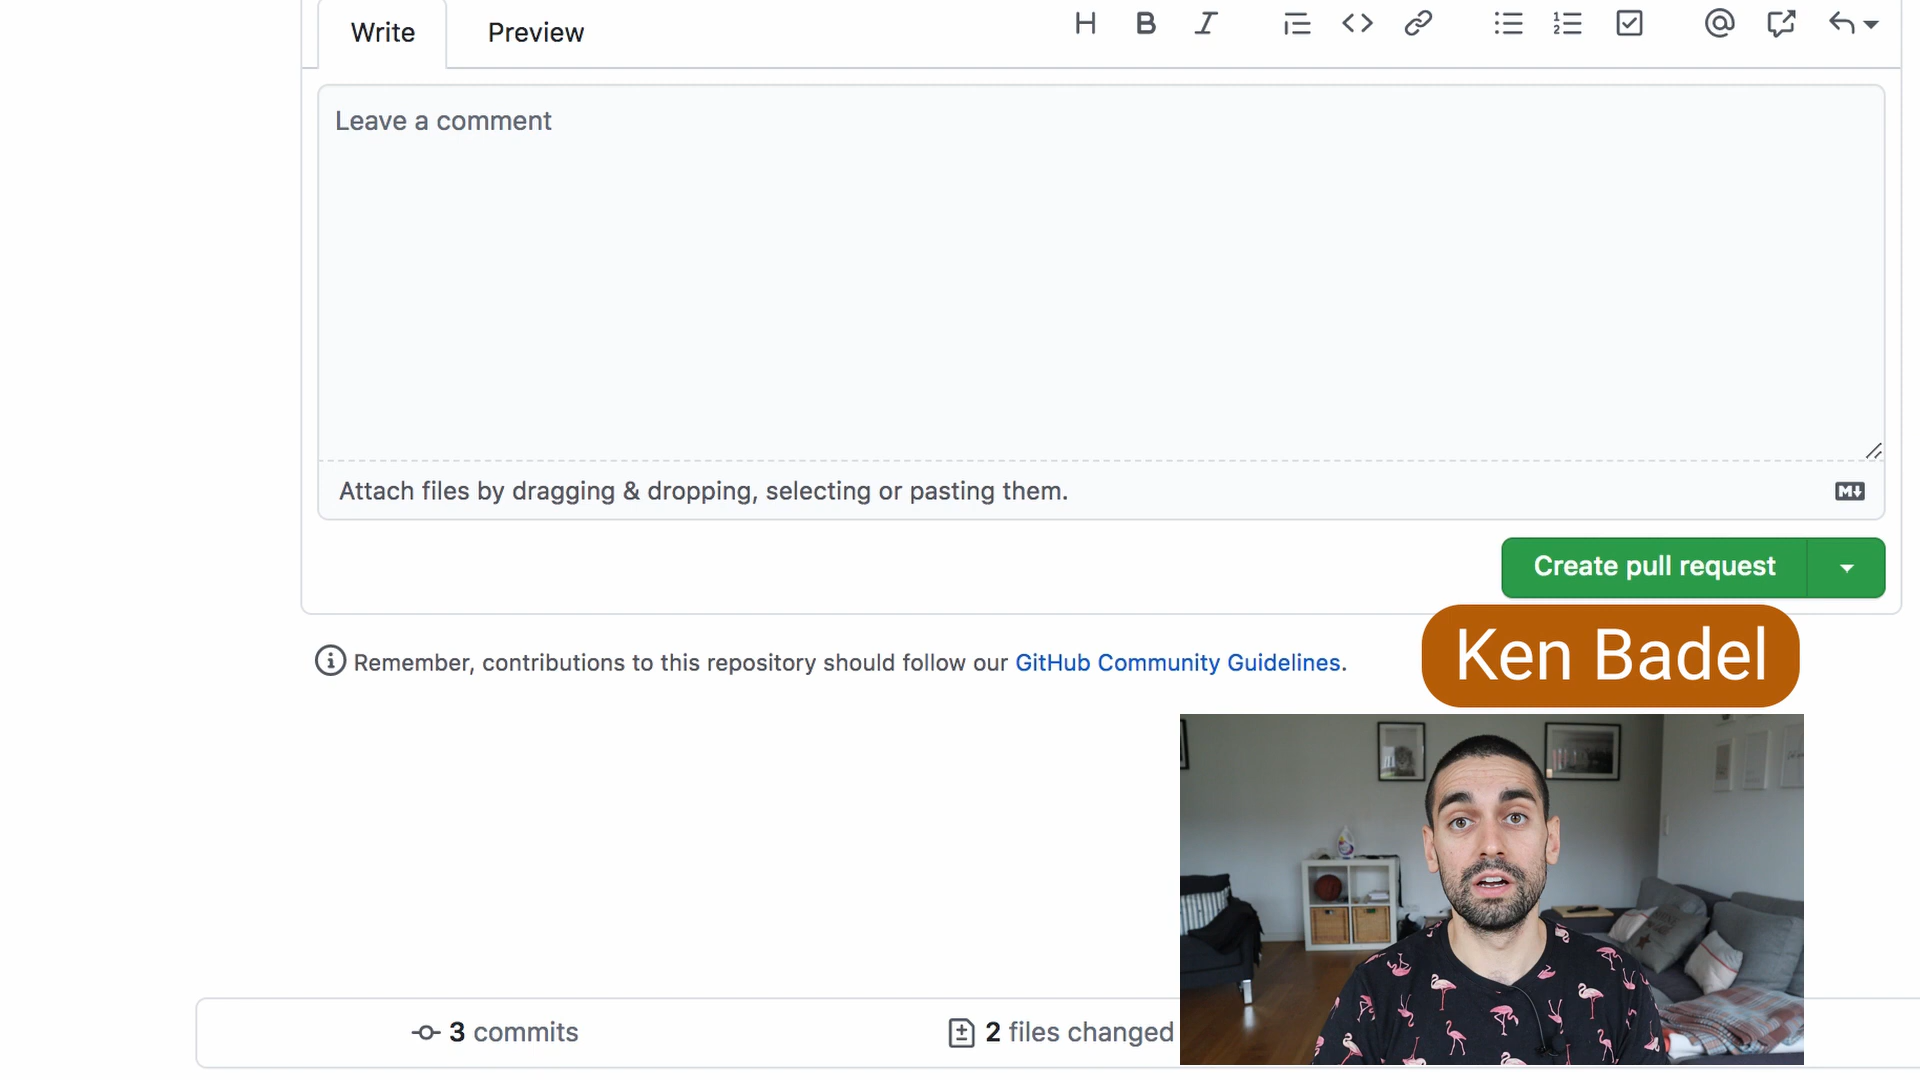 Write
Preview
Leave a comment
Attach files by dragging & dropping, selecting or pasting them.
Create pull request
Remember, contributions to this repository should follow our GitHub Community Guidelines.
Ken Badel
3 commits
2 files changed